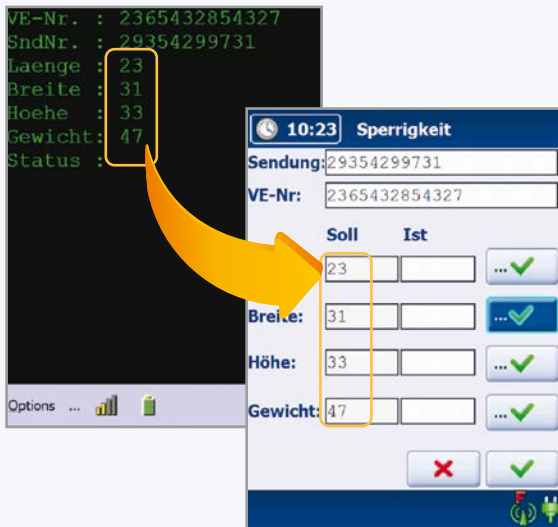 VE-Nr. : 2365432854327
SndNr. : 29354299731
Laenge : 23
Breite : 31
Hoehe : 33
Gewicht: 47
Status :
Options ...
10:23 Sperrigkeit
Sendung: 29354299731
VE-Nr: 2365432854327
Soll Ist
23 ...
Breite: 31 ...
Höhe: 33 ...
Gewicht: 47 ...
F